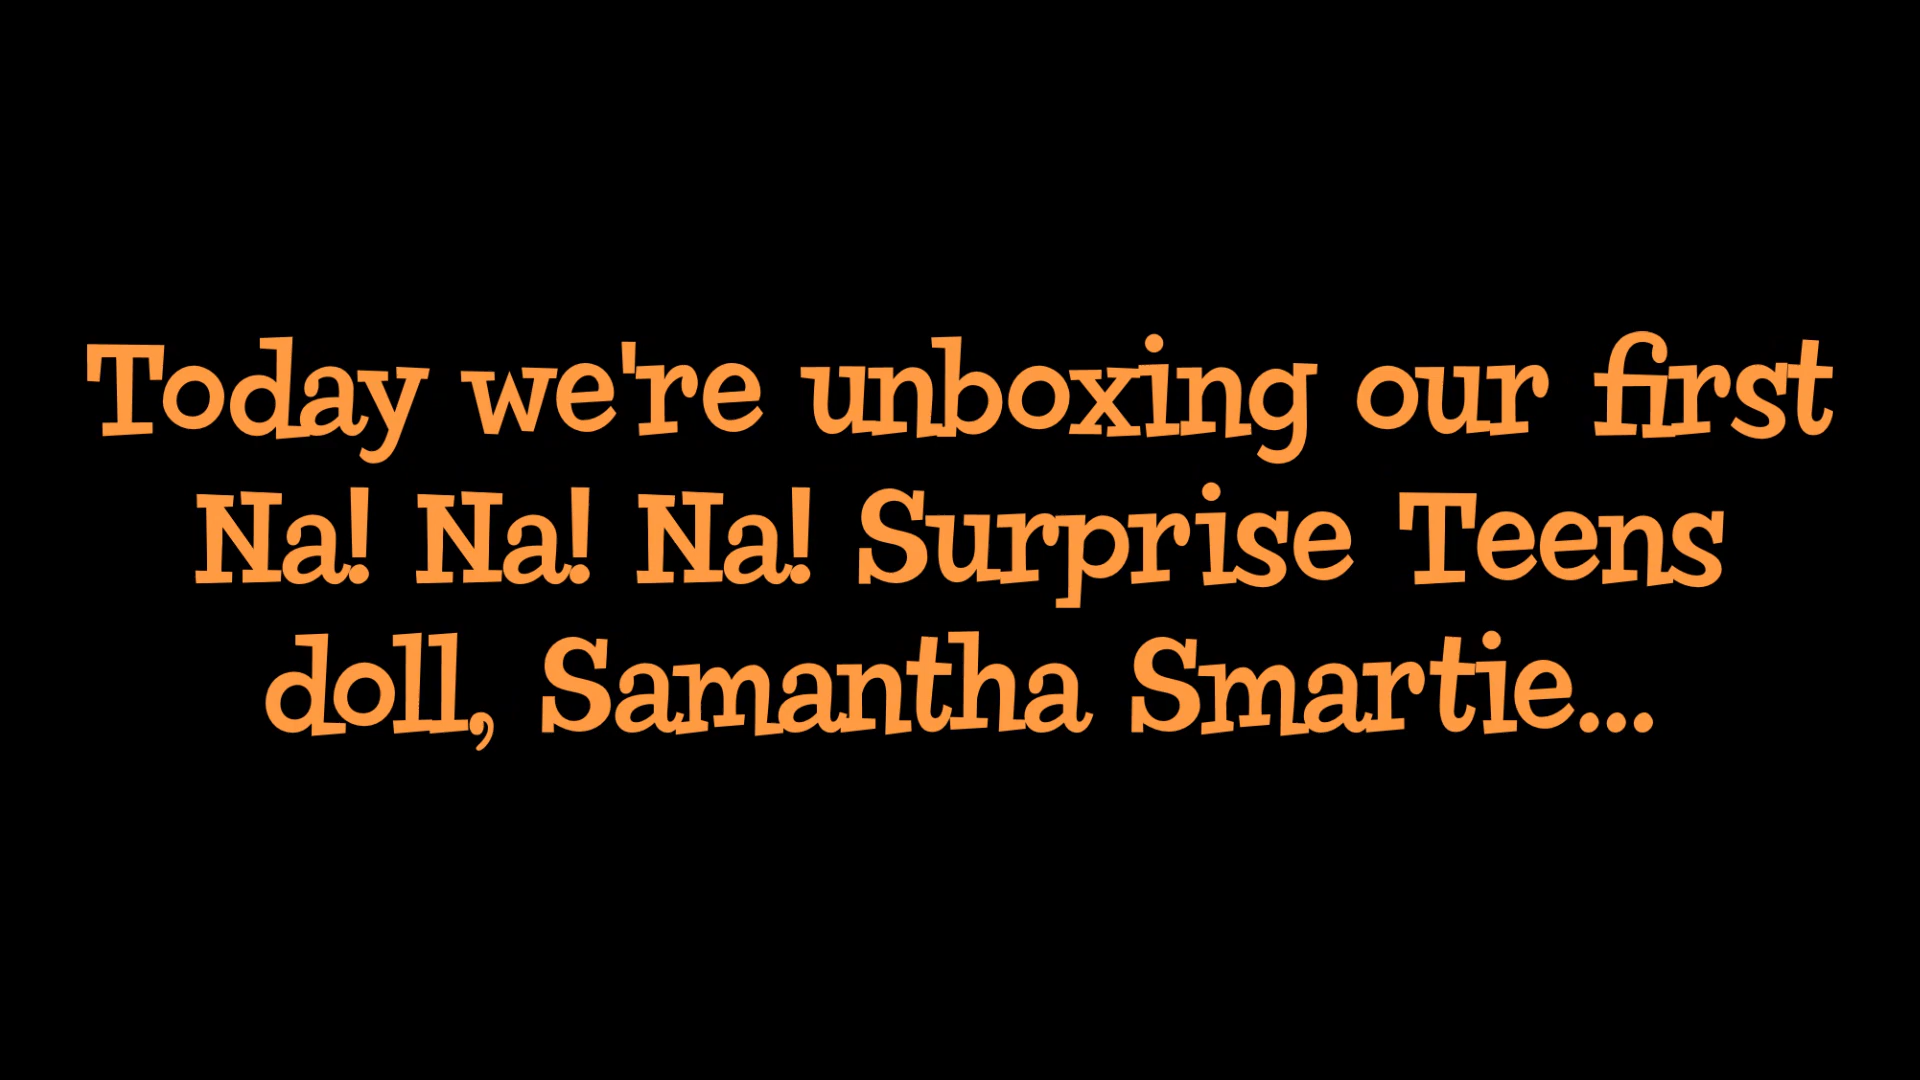 Today we're unboxing our first
Na! Na! Na! Surprise Teens
doll, Samantha Smartie...